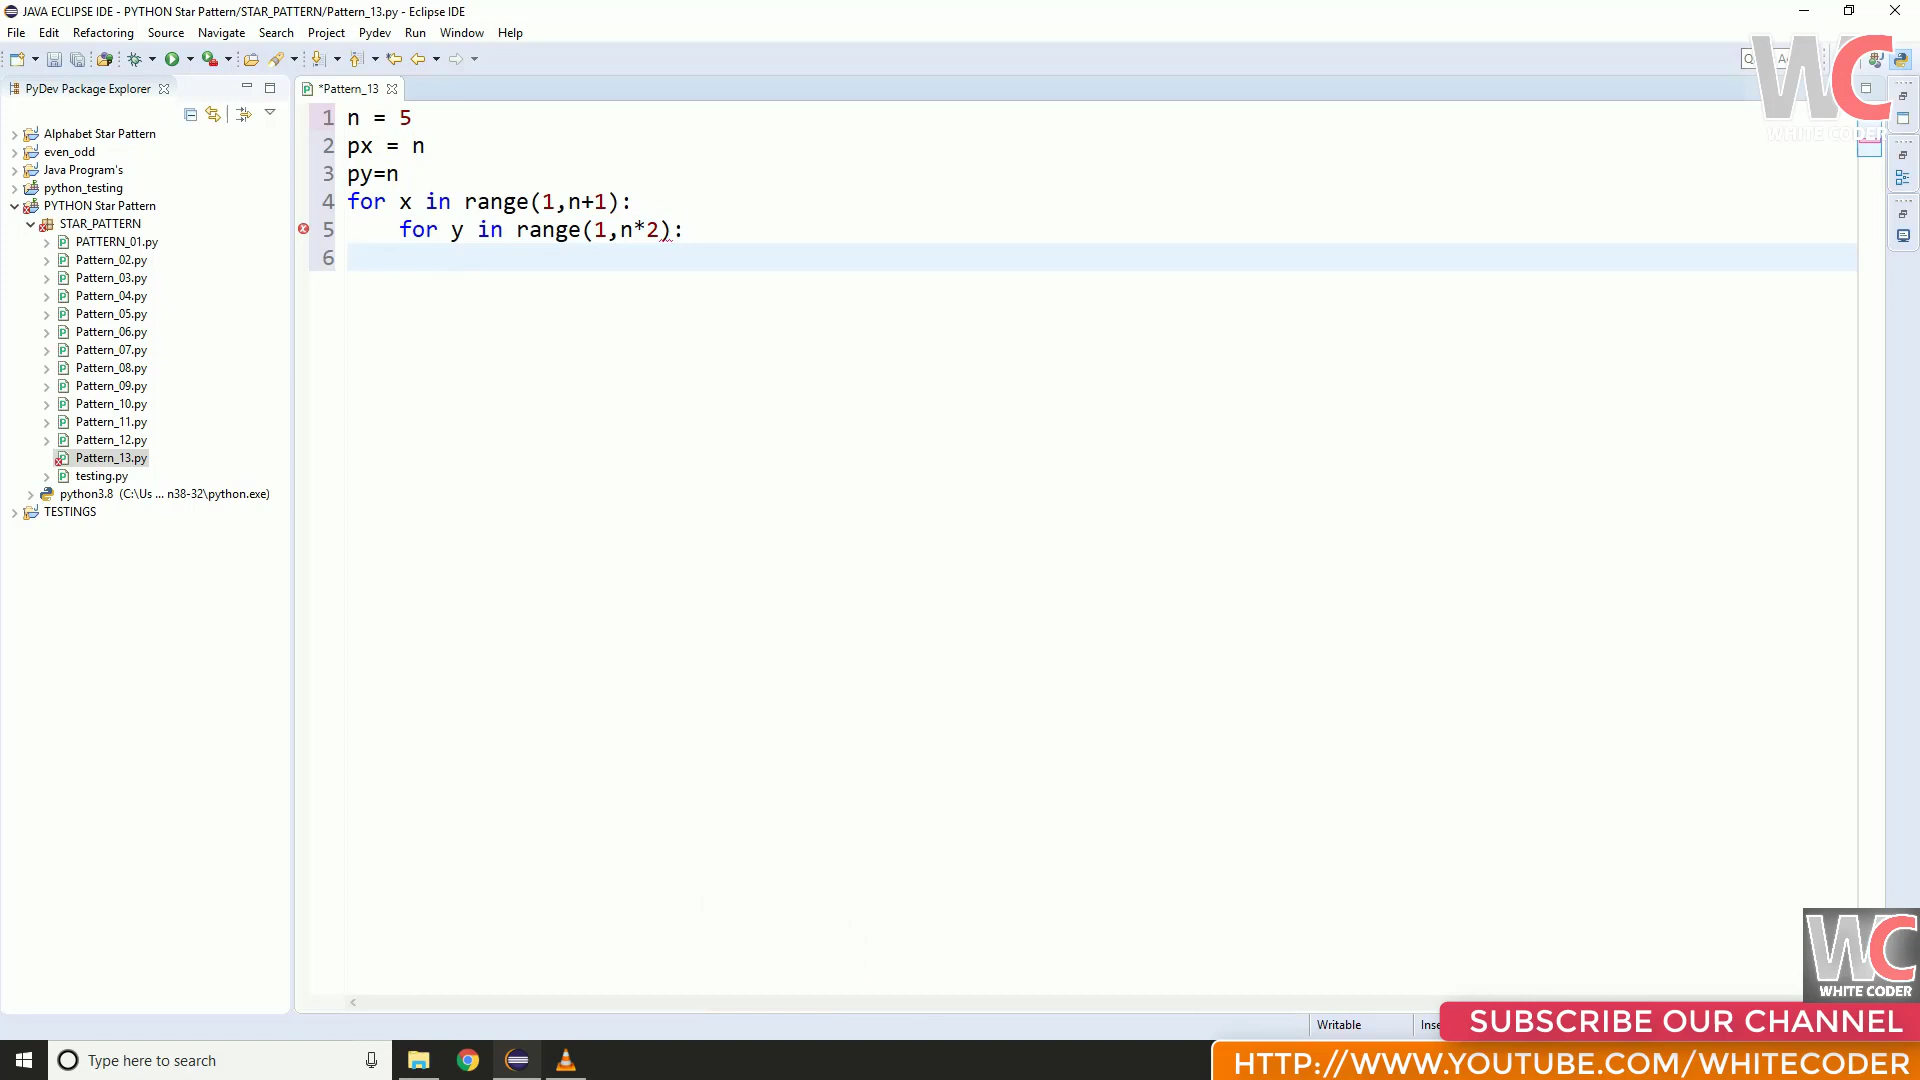 JAVA ECLIPSE IDE - PYTHON Star Pattern/STAR_PATTERN/Pattern_13.py - Eclipse IDE
File Edit Refactoring Source Navigate Search Project Pydev Run Window Help
WC
WHITE CODER
PyDev Package Explorer
*Pattern_13
Alphabet Star Pattern
even_odd
Java Program's
python_testing
PYTHON Star Pattern
STAR_PATTERN
PATTERN_01.py
Pattern_02.py
Pattern_03.py
Pattern_04.py
Pattern_05.py
Pattern_06.py
Pattern_07.py
Pattern_08.py
Pattern_09.py
Pattern_10.py
Pattern_11.py
Pattern_12.py
Pattern_13.py
testing.py
python3.8 (C:\Us ... n38-32\python.exe)
TESTINGS
1 n = 5
2 px = n
3 py=n
4 for x in range(1,n+1):
5 for y in range(1,n*2):
6
WC
WHITE CODER
Writable
SUBSCRIBE OUR CHANNEL
Type here to search
HTTP://WWW.YOUTUBE.COM/WHITECODER